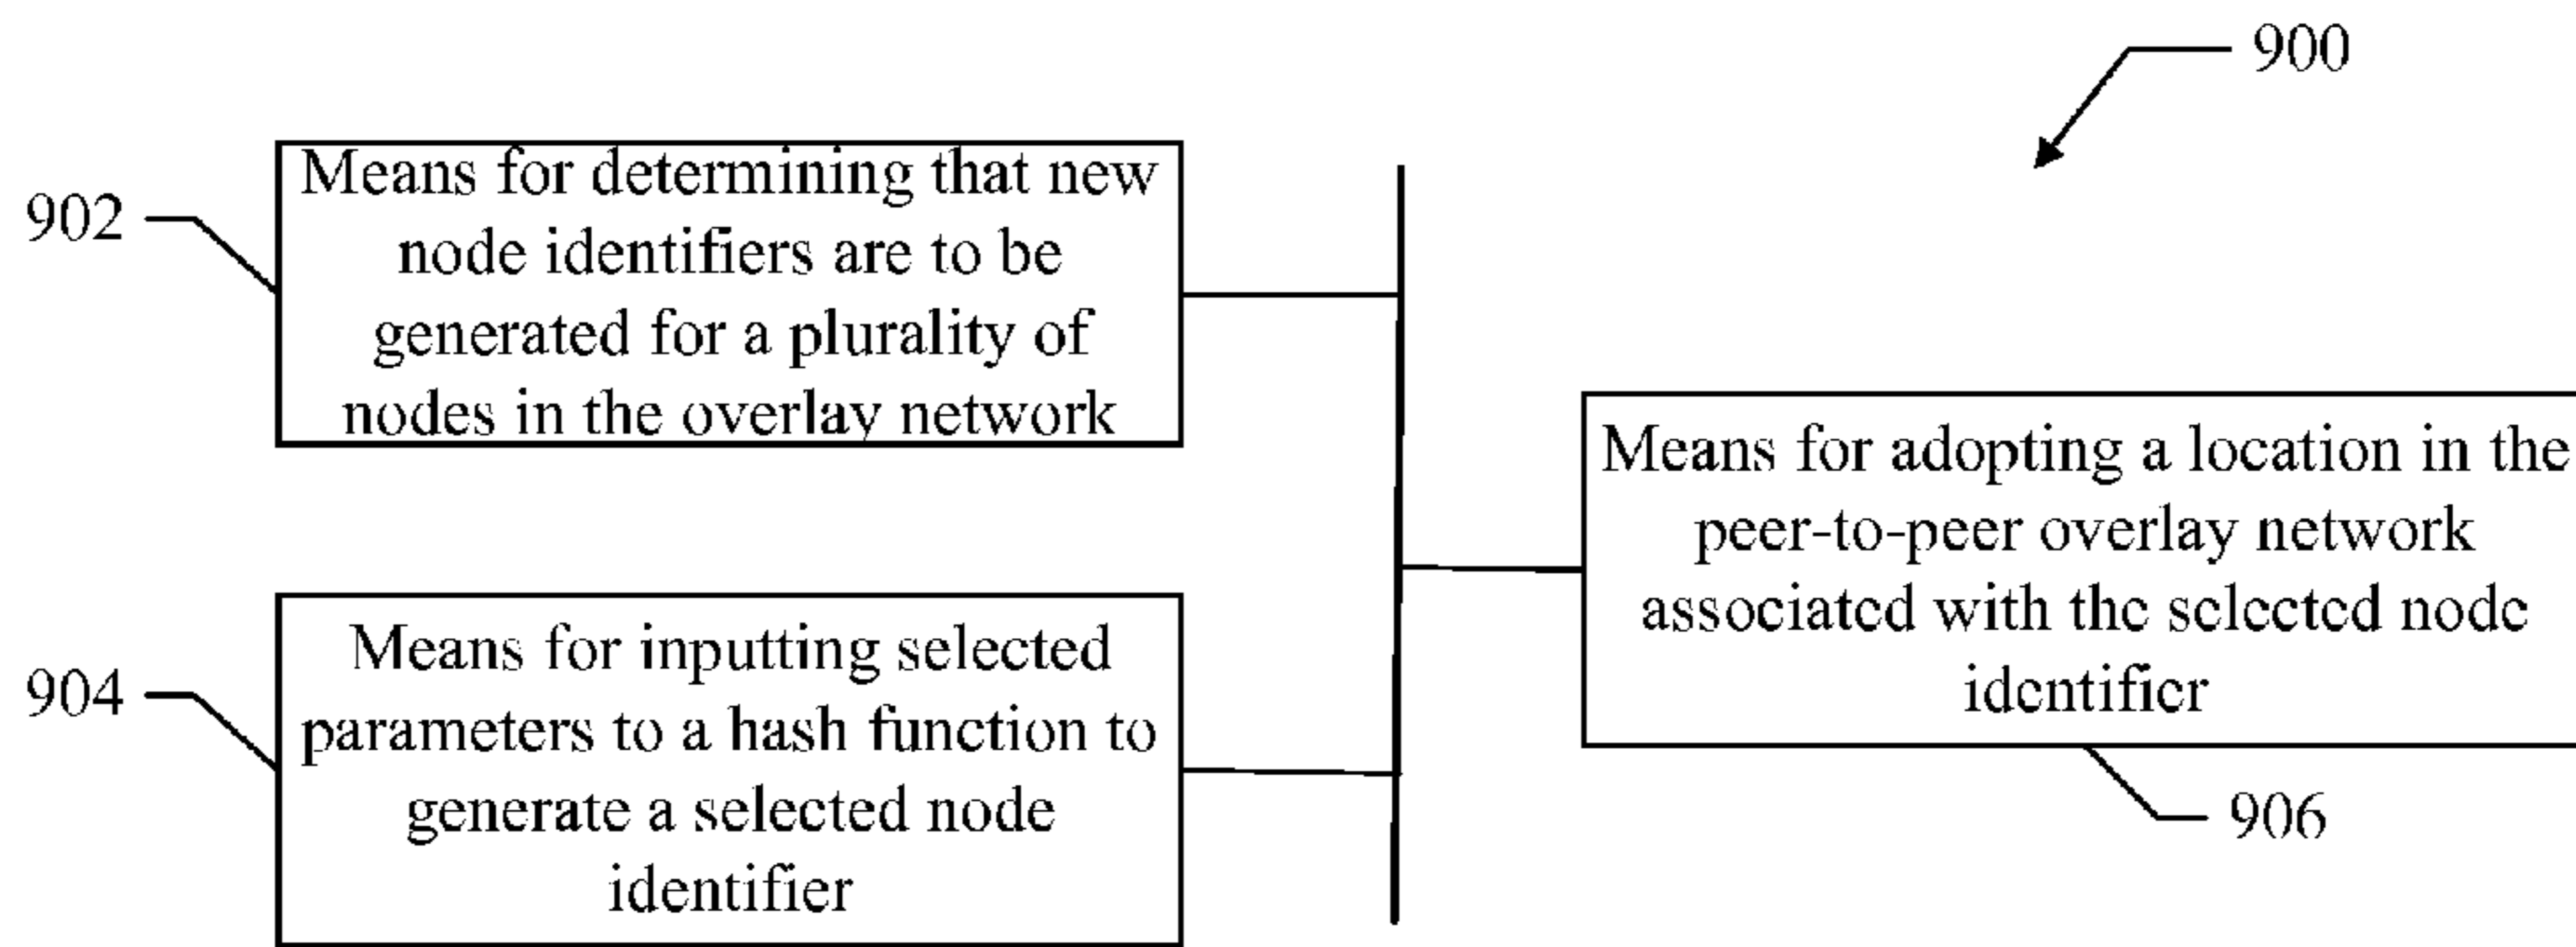 900
902
Means for determining that new
node identifiers are to be
generated for a plurality of
nodes in the overlay network
904
Means for inputting selected
parameters to a hash function to
generate a selected node
identifier
Means for adopting a location in the
peer-to-peer overlay network
associated with the selected node
identifier
906